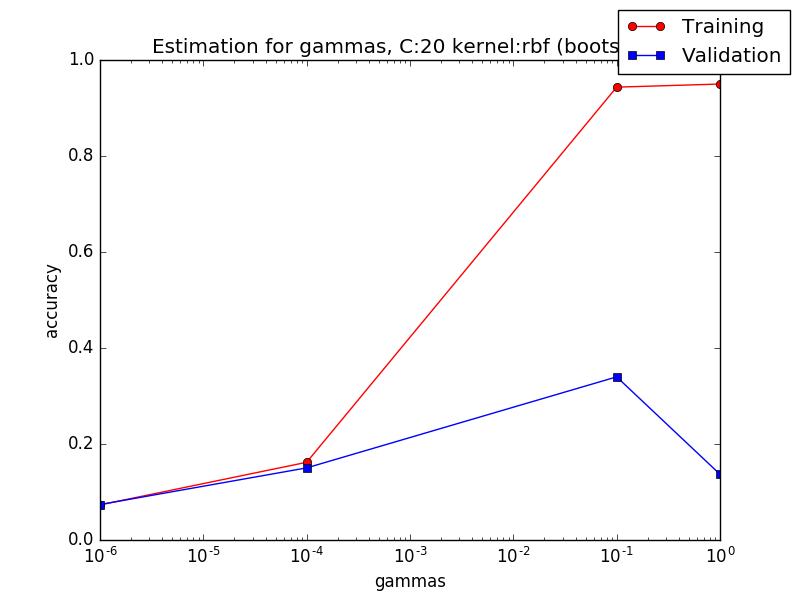 Estimation for gammas, C:20 kernel:rbf (boots
Training
Validation
1.0
0.8
0.6
0.4
0.2
0.0
accuracy
10^-6 10^-5 10^-4 10^-3 10^-2 10^-1 10^0
gammas